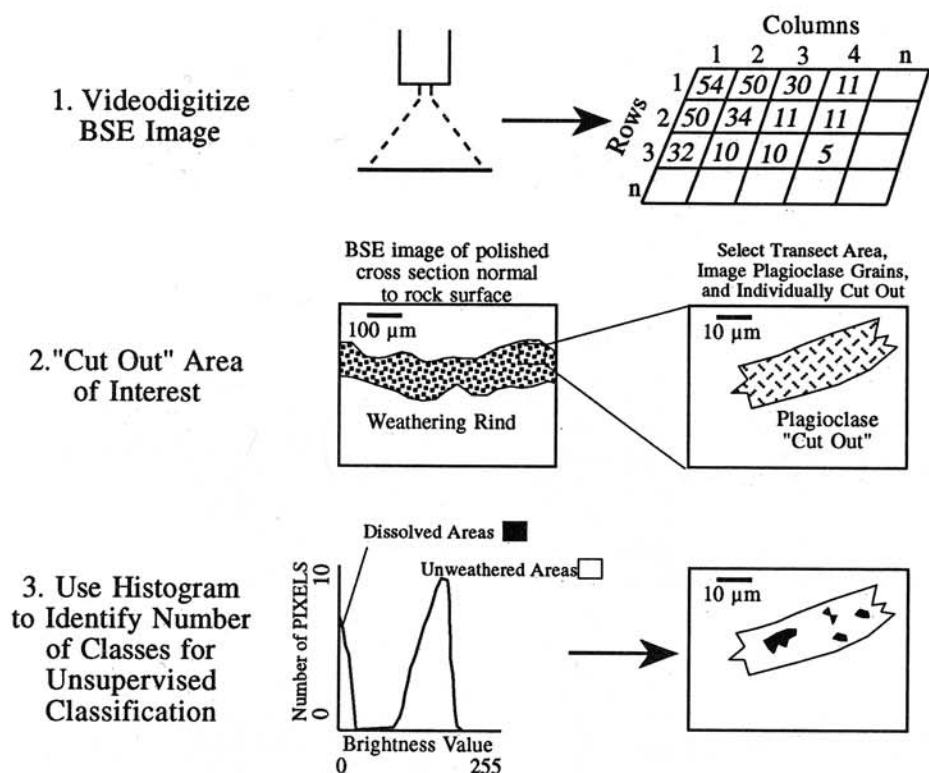 1. Videodigitize
BSE Image
Columns
1 2 3 4 n
Rows
1 54 50 30 11
2 50 34 11 11
3 32 10 10 5
n
2."Cut Out" Area
of Interest
BSE image of polished
cross section normal
to rock surface
100 µm
Weathering Rind
Select Transect Area,
Image Plagioclase Grains,
and Individually Cut Out
10 µm
Plagioclase
"Cut Out"
3. Use Histogram
to Identify Number
of Classes for
Unsupervised
Classification
Dissolved Areas
Unweathered Areas
Number of PIXELS
10
0
Brightness Value
0 255
10 µm